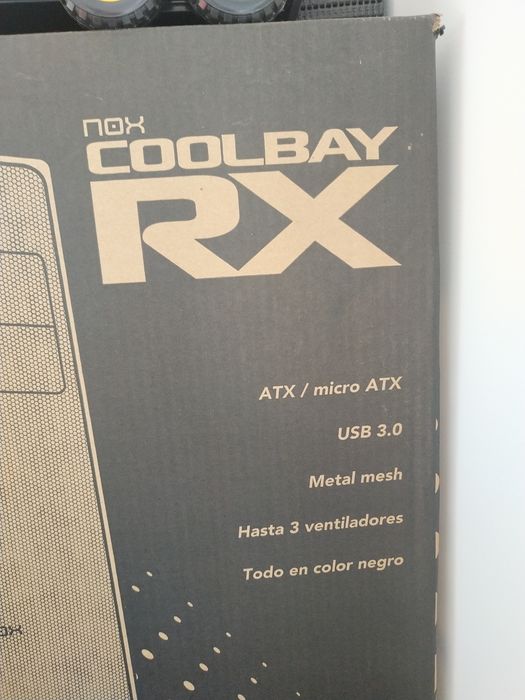 nox
COOLBAY
RX
ATX / micro ATX
USB 3.0
Metal mesh
Hasta 3 ventiladores
Todo en color negro